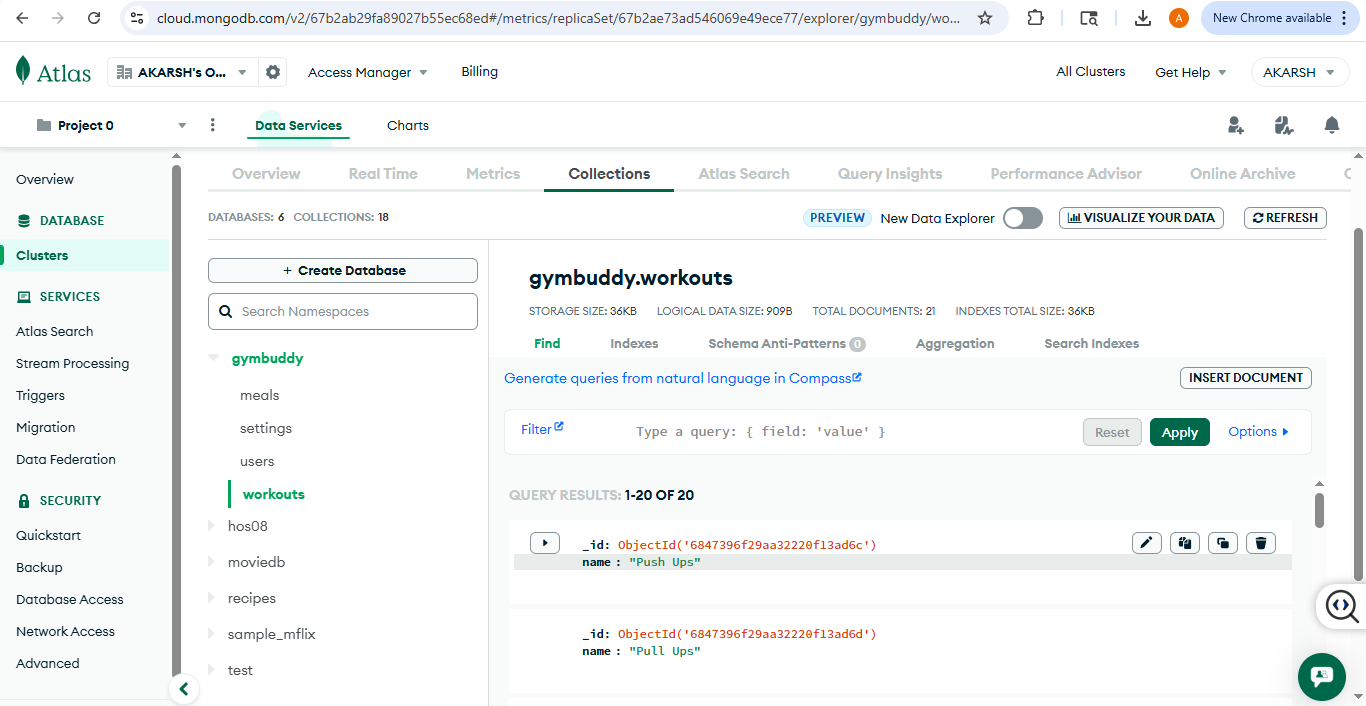 cloud.mongodb.com/v2/67b2ab29fa89027b55ec68ed#/metrics/replicaSet/67b2ae73ad546069e49ece77/explorer/gymbuddy/wo...
A
New Chrome available
Atlas
AKARSH's O...
Access Manager
Billing
All Clusters
Get Help
AKARSH
Project 0
Data Services
Charts
Overview
DATABASE
Clusters
SERVICES
Atlas Search
Stream Processing
Triggers
Migration
Data Federation
SECURITY
Quickstart
Backup
Database Access
Network Access
Advanced
Overview
Real Time
Metrics
Collections
Atlas Search
Query Insights
Performance Advisor
Online Archive
DATABASES: 6 COLLECTIONS: 18
PREVIEW
New Data Explorer
VISUALIZE YOUR DATA
REFRESH
+ Create Database
Search Namespaces
gymbuddy
meals
settings
users
workouts
hos08
moviedb
recipes
sample_mflix
test
gymbuddy.workouts
STORAGE SIZE: 36KB LOGICAL DATA SIZE: 909B TOTAL DOCUMENTS: 21 INDEXES TOTAL SIZE: 36KB
Find
Indexes
Schema Anti-Patterns 0
Aggregation
Search Indexes
Generate queries from natural language in Compass
INSERT DOCUMENT
Filter
Type a query: { field: 'value' }
Reset
Apply
Options
QUERY RESULTS: 1-20 OF 20
_id: ObjectId('6847396f29aa32220f13ad6c')
name : "Push Ups"
_id: ObjectId('6847396f29aa32220f13ad6d')
name : "Pull Ups"